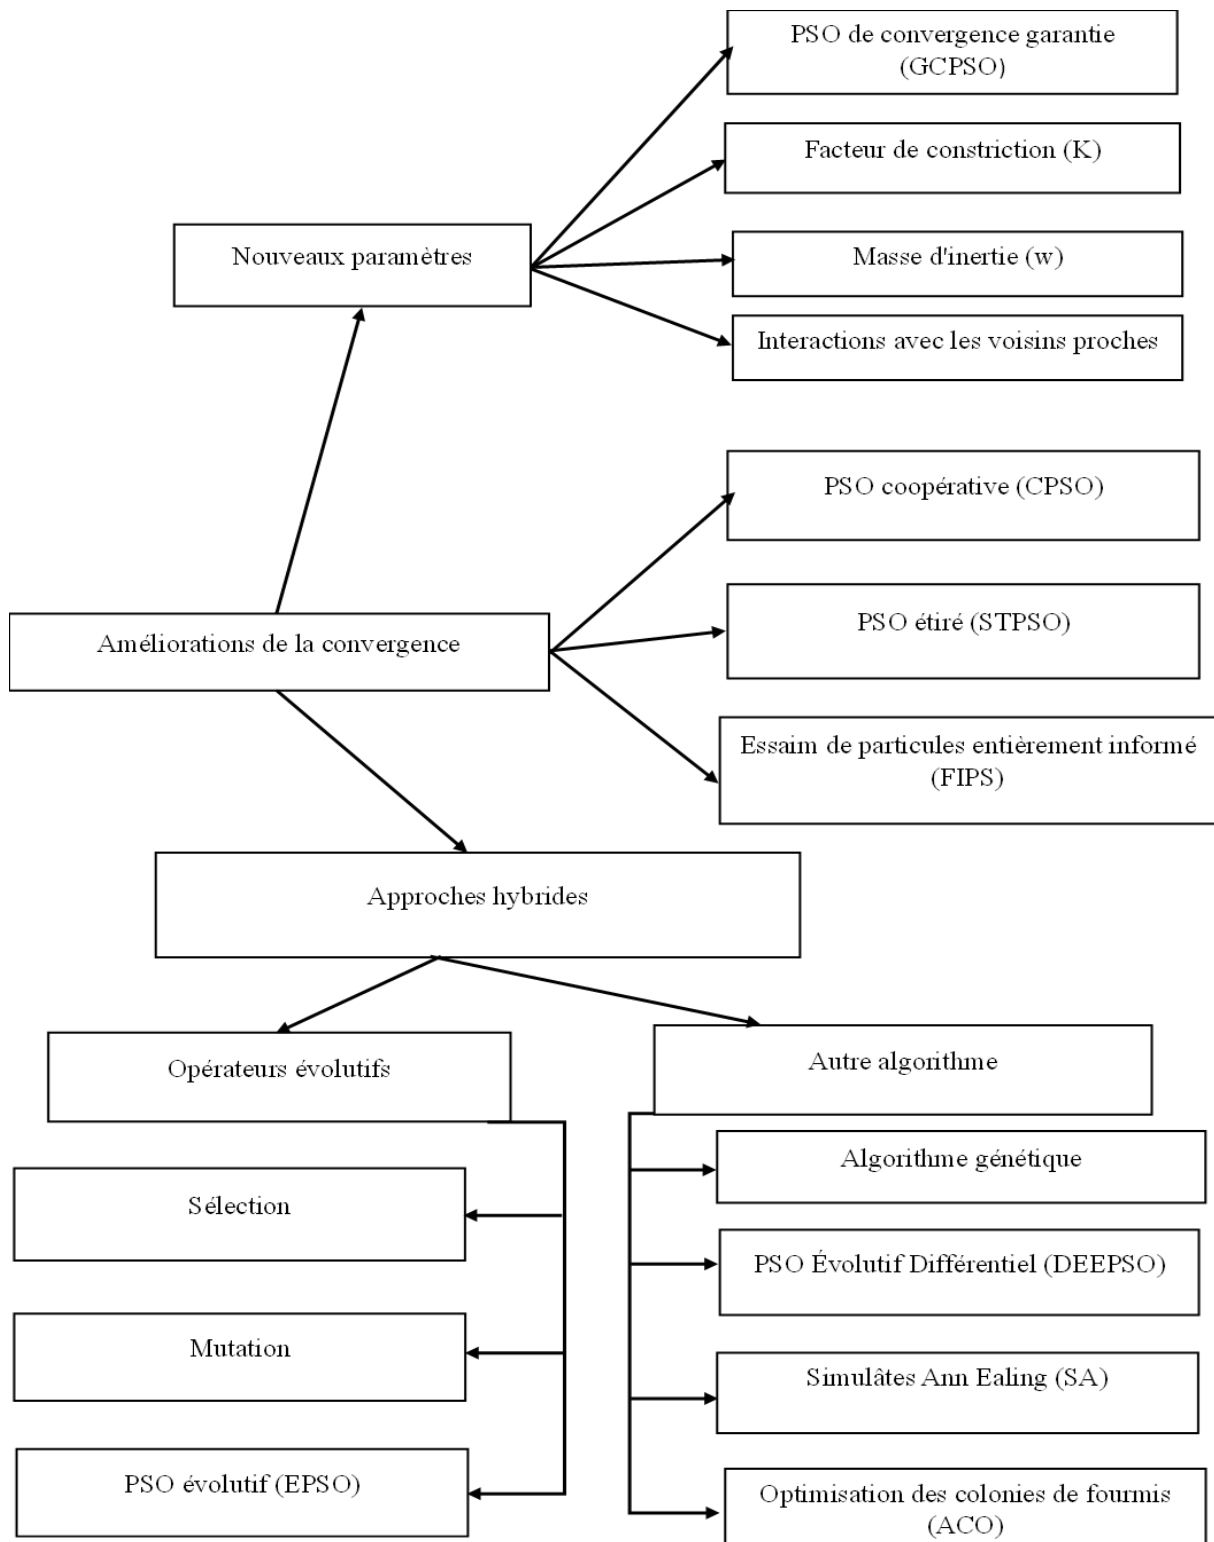 PSO de convergence garantie
(GCPSO)
Facteur de constriction (K)
Nouveaux paramètres
Masse d'inertie (w)
Interactions avec les voisins proches
PSO coopérative (CPSO)
Améliorations de la convergence
PSO étiré (STPSO)
Essaim de particules entièrement informé
(FIPS)
Approches hybrides
Opérateurs évolutifs
Autre algorithme
Sélection
Mutation
PSO évolutif (EPSO)
Algorithme génétique
PSO Évolutif Différentiel (DEEPSO)
Simulâtes Ann Ealing (SA)
Optimisation des colonies de fourmis
(ACO)